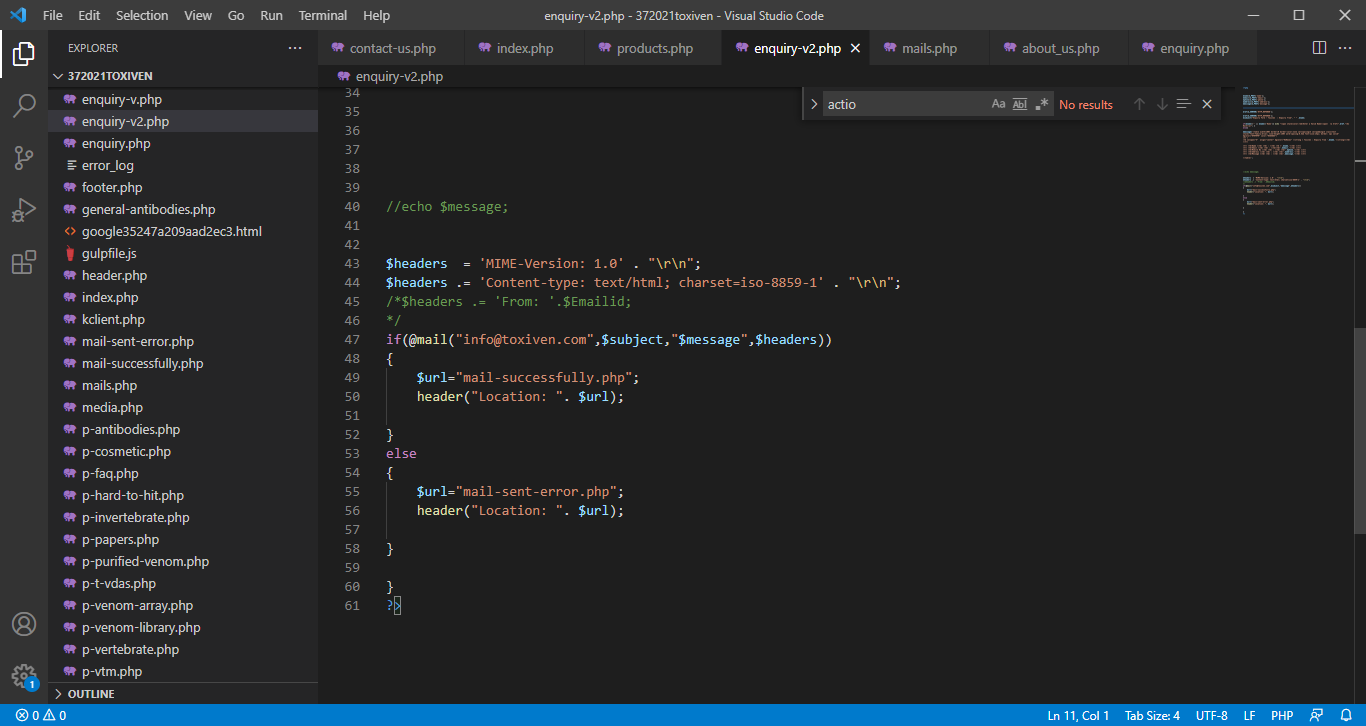 File Edit Selection View Go Run Terminal Help enquiry-v2.php - 372021toxiven - Visual Studio Code
EXPLORER
contact-us.php index.php products.php enquiry-v2.php mails.php about_us.php enquiry.php
372021TOXIVEN
enquiry-v2.php
actio Aa Abl .* No results
enquiry-v.php
enquiry-v2.php
enquiry.php
error_log
footer.php
general-antibodies.php
google35247a209aad2ec3.html
gulpfile.js
header.php
index.php
kclient.php
mail-sent-error.php
mail-successfully.php
mails.php
media.php
p-antibodies.php
p-cosmetic.php
p-faq.php
p-hard-to-hit.php
p-invertebrate.php
p-papers.php
p-purified-venom.php
p-t-vdas.php
p-venom-array.php
p-venom-library.php
p-vertebrate.php
p-vtm.php
OUTLINE
34
35
36
37
38
39
40 //echo $message;
41
42
43 $headers  = 'MIME-Version: 1.0' . "\r\n";
44 $headers .= 'Content-type: text/html; charset=iso-8859-1' . "\r\n";
45 /*$headers .= 'From: '.$Emailid;
46 */
47 if(@mail("info@toxiven.com",$subject,"$message",$headers))
48 {
49     $url="mail-successfully.php";
50     header("Location: ". $url);
51
52 }
53 else
54 {
55     $url="mail-sent-error.php";
56     header("Location: ". $url);
57
58 }
59
60 }
61 ?>
1
0 0 Ln 11, Col 1 Tab Size: 4 UTF-8 LF PHP